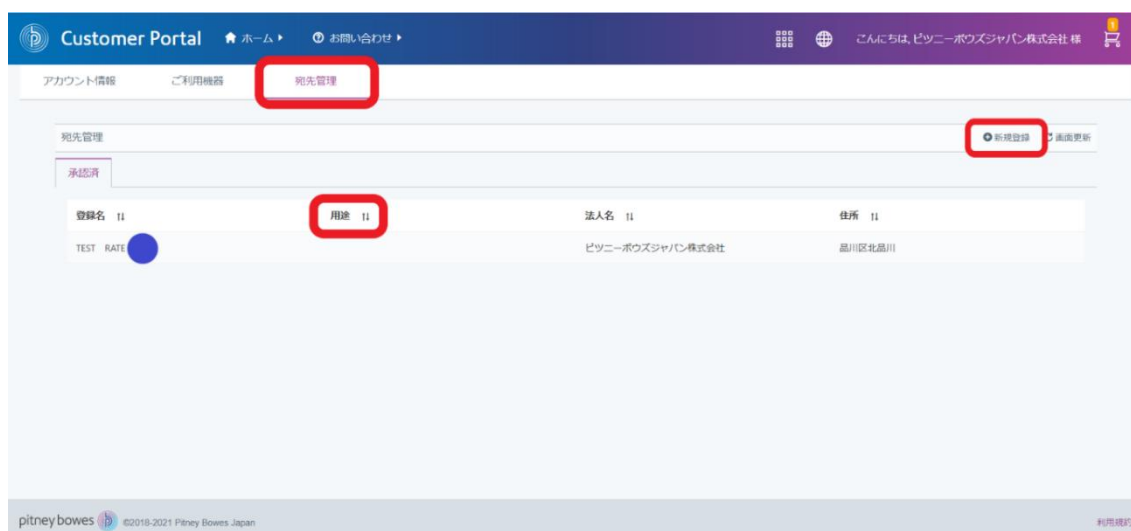 Customer Portal ホーム お問い合わせ こんにちは, ピツニーボウズジャパン株式会社 様 1
アカウント情報 ご利用機器 宛先管理
宛先管理 新規登録 画面更新
承認済
登録名 用途 法人名 住所
TEST RATE ピツニーボウズジャパン株式会社 品川区北品川
pitney bowes ©2018-2021 Pitney Bowes Japan 利用規約